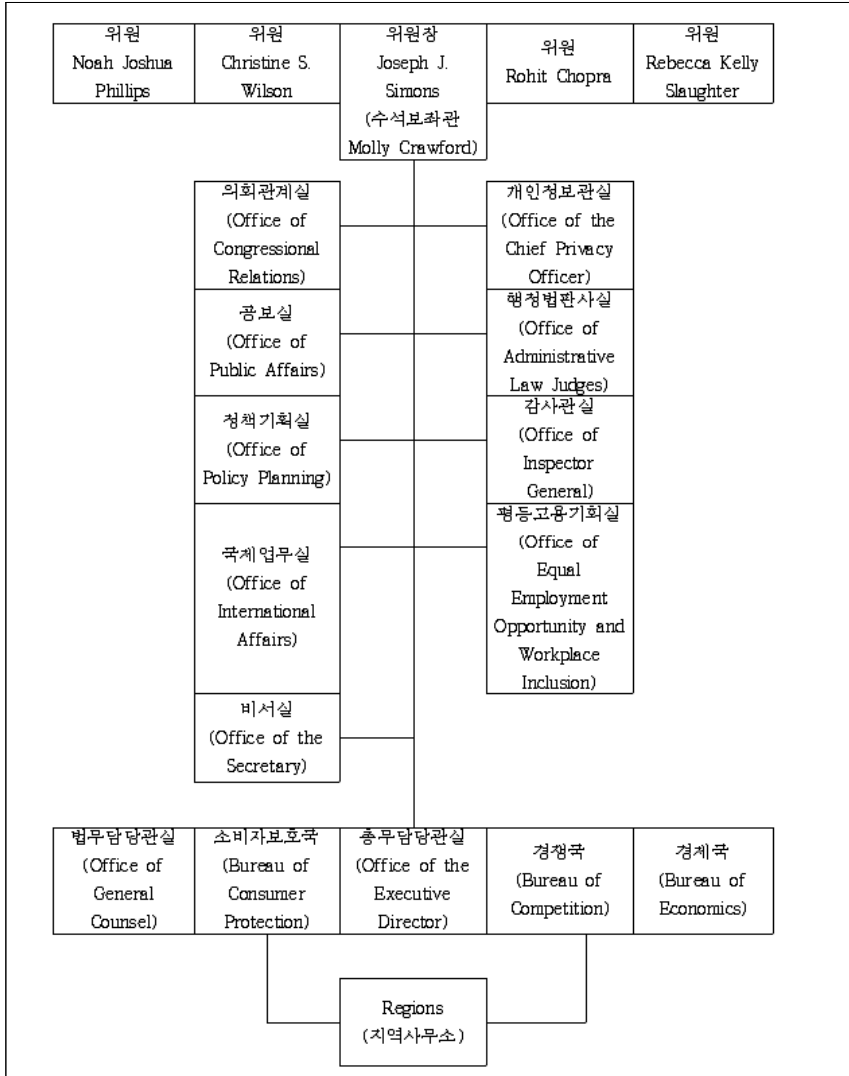 위원
Noah Joshua
Phillips
위원
Christine S.
Wilson
위원장
Joseph J.
Simons
(수석보좌관
Molly Crawford)
위원
Rohit Chopra
위원
Rebecca Kelly
Slaughter
의회관계실
(Office of
Congressional
Relations)
개인정보관실
(Office of the
Chief Privacy
Officer)
공보실
(Office of
Public Affairs)
행정법판사실
(Office of
Administrative
Law Judges)
정책기획실
(Office of
Policy Planning)
감사관실
(Office of
Inspector
General)
국제업무실
(Office of
International
Affairs)
평등고용기회실
(Office of
Equal
Employment
Opportunity and
Workplace
Inclusion)
비서실
(Office of the
Secretary)
법무담당관실
(Office of
General
Counsel)
소비자보호국
(Bureau of
Consumer
Protection)
총무담당관실
(Office of the
Executive
Director)
경쟁국
(Bureau of
Competition)
경제국
(Bureau of
Economics)
Regions
(지역사무소)